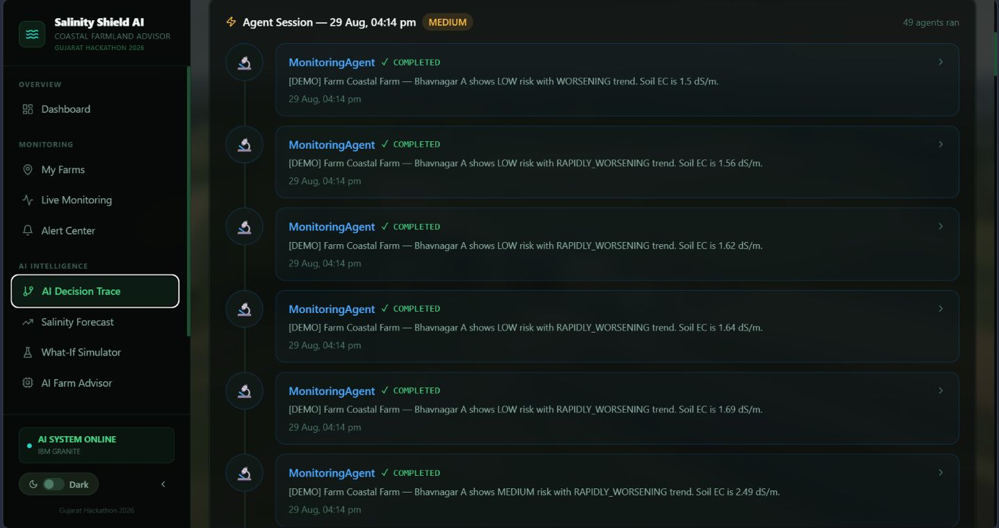 Salinity Shield AI
COASTAL FARMLAND ADVISOR
GUJARAT HACKATHON 2026
OVERVIEW
Dashboard
MONITORING
My Farms
Live Monitoring
Alert Center
AI INTELLIGENCE
AI Decision Trace
Salinity Forecast
What-If Simulator
AI Farm Advisor
AI SYSTEM ONLINE
IBM GRANITE
Dark
Gujarat Hackathon 2026
Agent Session — 29 Aug, 04:14 pm MEDIUM 49 agents ran
MonitoringAgent ✓ COMPLETED
[DEMO] Farm Coastal Farm — Bhavnagar A shows LOW risk with WORSENING trend. Soil EC is 1.5 dS/m.
29 Aug, 04:14 pm
MonitoringAgent ✓ COMPLETED
[DEMO] Farm Coastal Farm — Bhavnagar A shows LOW risk with RAPIDLY_WORSENING trend. Soil EC is 1.56 dS/m.
29 Aug, 04:14 pm
MonitoringAgent ✓ COMPLETED
[DEMO] Farm Coastal Farm — Bhavnagar A shows LOW risk with RAPIDLY_WORSENING trend. Soil EC is 1.62 dS/m.
29 Aug, 04:14 pm
MonitoringAgent ✓ COMPLETED
[DEMO] Farm Coastal Farm — Bhavnagar A shows LOW risk with RAPIDLY_WORSENING trend. Soil EC is 1.64 dS/m.
29 Aug, 04:14 pm
MonitoringAgent ✓ COMPLETED
[DEMO] Farm Coastal Farm — Bhavnagar A shows LOW risk with RAPIDLY_WORSENING trend. Soil EC is 1.69 dS/m.
29 Aug, 04:14 pm
MonitoringAgent ✓ COMPLETED
[DEMO] Farm Coastal Farm — Bhavnagar A shows MEDIUM risk with RAPIDLY_WORSENING trend. Soil EC is 2.49 dS/m.
29 Aug, 04:14 pm